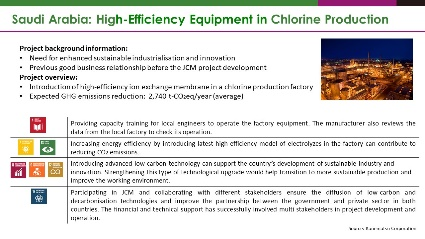 Saudi Arabia: High-Efficiency Equipment in Chlorine Production
Project background information:
• Need for enhanced sustainable industrialisation and innovation
• Previous good business relationship before the JCM project development
Project overview:
• Introduction of high-efficiency ion exchange membrane in a chlorine production factory
• Expected GHG emissions reduction: 2,740 t-CO2eq/year (average)
Providing capacity training for local engineers to operate the factory equipment. The manufacturer also reviews the
data from the local factory to check its operation.
Increasing energy efficiency by introducing latest high efficiency model of electrolyzes in the factory can contribute to
reducing CO2 emissions
Introducing advanced low-carbon technology can support the country's development of sustainable industry and
innovation. Strengthening this type of technological upgrade would help transition to more sustainable production and
improve the working environment.
Participating in JCM and collaborating with different stakeholders ensure the diffusion of low-carbon and
decarbonisation technologies and improve the partnership between the government and private sector in both
countries. The financial and technical support has successfully involved multi stakeholders in project development and
operation.